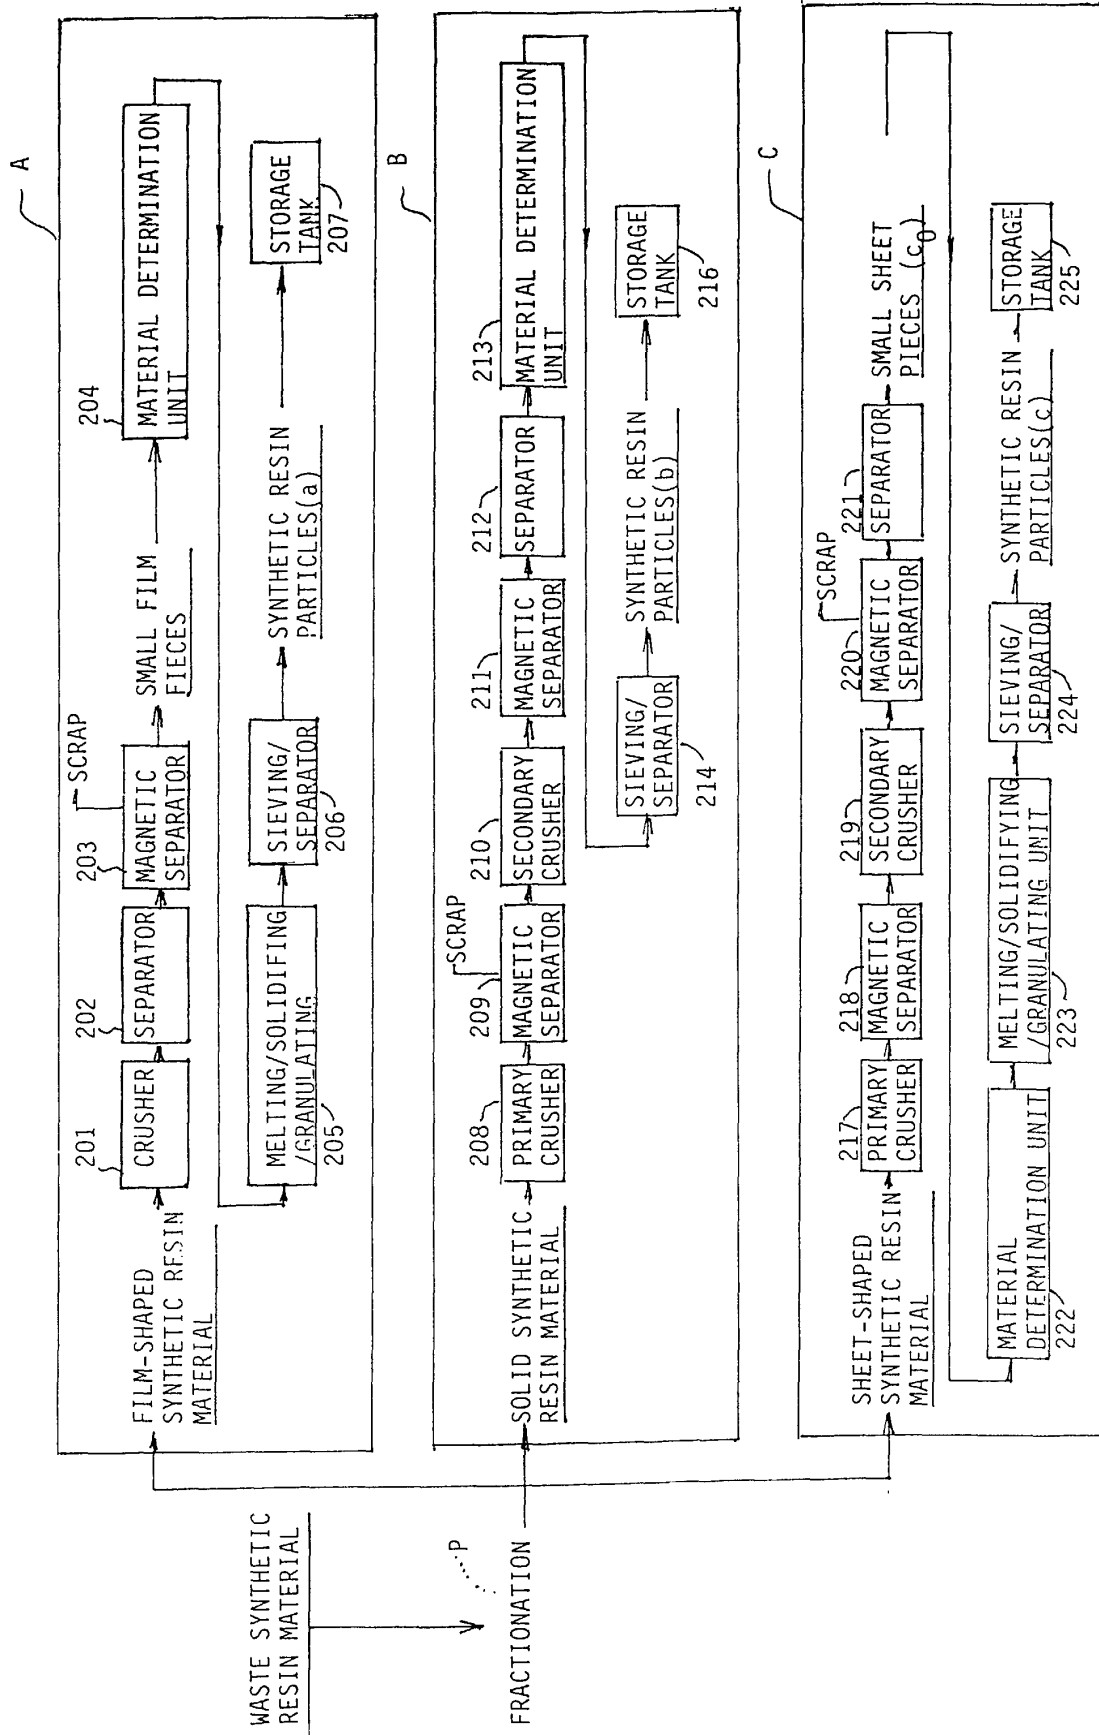 WASTE SYNTHETIC
RESIN MATERIAL
P
FRACTIONATION
A
FILM-SHAPED
SYNTHETIC RESIN
MATERIAL
201
CRUSHER
202
SEPARATOR
203
MAGNETIC
SEPARATOR
SCRAP
SMALL FILM
FIECES
204
MATERIAL DETERMINATION
UNIT
MELTING/SOLIDIFING
/GRANULATING
205
SIEVING/
SEPARATOR
206
SYNTHETIC RESIN
PARTICLES(a)
STORAGE
TANK
207
B
SOLID SYNTHETIC
RESIN MATERIAL
208
PRIMARY
CRUSHER
209
MAGNETIC
SEPARATOR
SCRAP
210
SECONDARY
CRUSHER
211
MAGNETIC
SEPARATOR
212
SEPARATOR
213
MATERIAL DETERMINATION
UNIT
SIEVING/
SEPARATOR
214
SYNTHETIC RESIN
PARTICLES(b)
STORAGE
TANK
216
C
SHEET-SHAPED
SYNTHETIC RESIN
MATERIAL
217
PRIMARY
CRUSHER
218
MAGNETIC
SEPARATOR
219
SECONDARY
CRUSHER
220
MAGNETIC
SEPARATOR
SCRAP
221
SEPARATOR
SMALL SHEET
PIECES (c0)
MATERIAL
DETERMINATION UNIT
222
MELTING/SOLIDIFYING
/GRANULATING UNIT
223
SIEVING/
SEPARATOR
224
SYNTHETIC RESIN
PARTICLES(c)
STORAGE
TANK
225